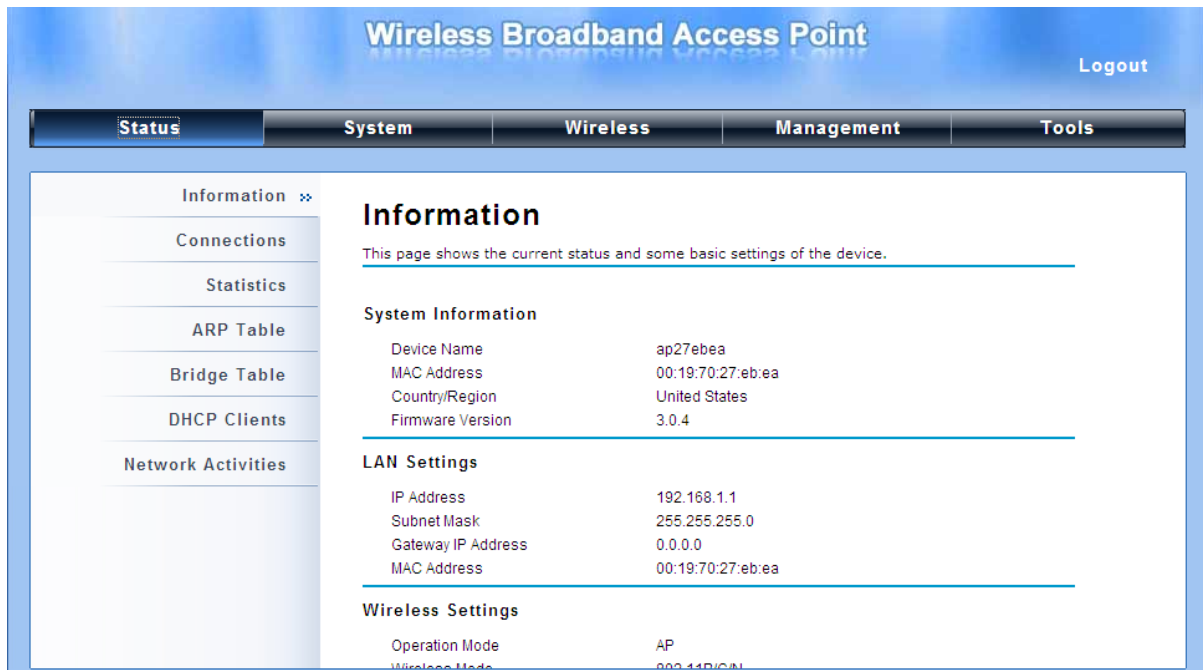 Wireless Broadband Access Point
Logout
Status System Wireless Management Tools
Information »
Connections
Statistics
ARP Table
Bridge Table
DHCP Clients
Network Activities
Information
This page shows the current status and some basic settings of the device.
System Information
Device Name ap27ebea
MAC Address 00:19:70:27:eb:ea
Country/Region United States
Firmware Version 3.0.4
LAN Settings
IP Address 192.168.1.1
Subnet Mask 255.255.255.0
Gateway IP Address 0.0.0.0
MAC Address 00:19:70:27:eb:ea
Wireless Settings
Operation Mode AP
Wireless Mode 802.11B/G/N